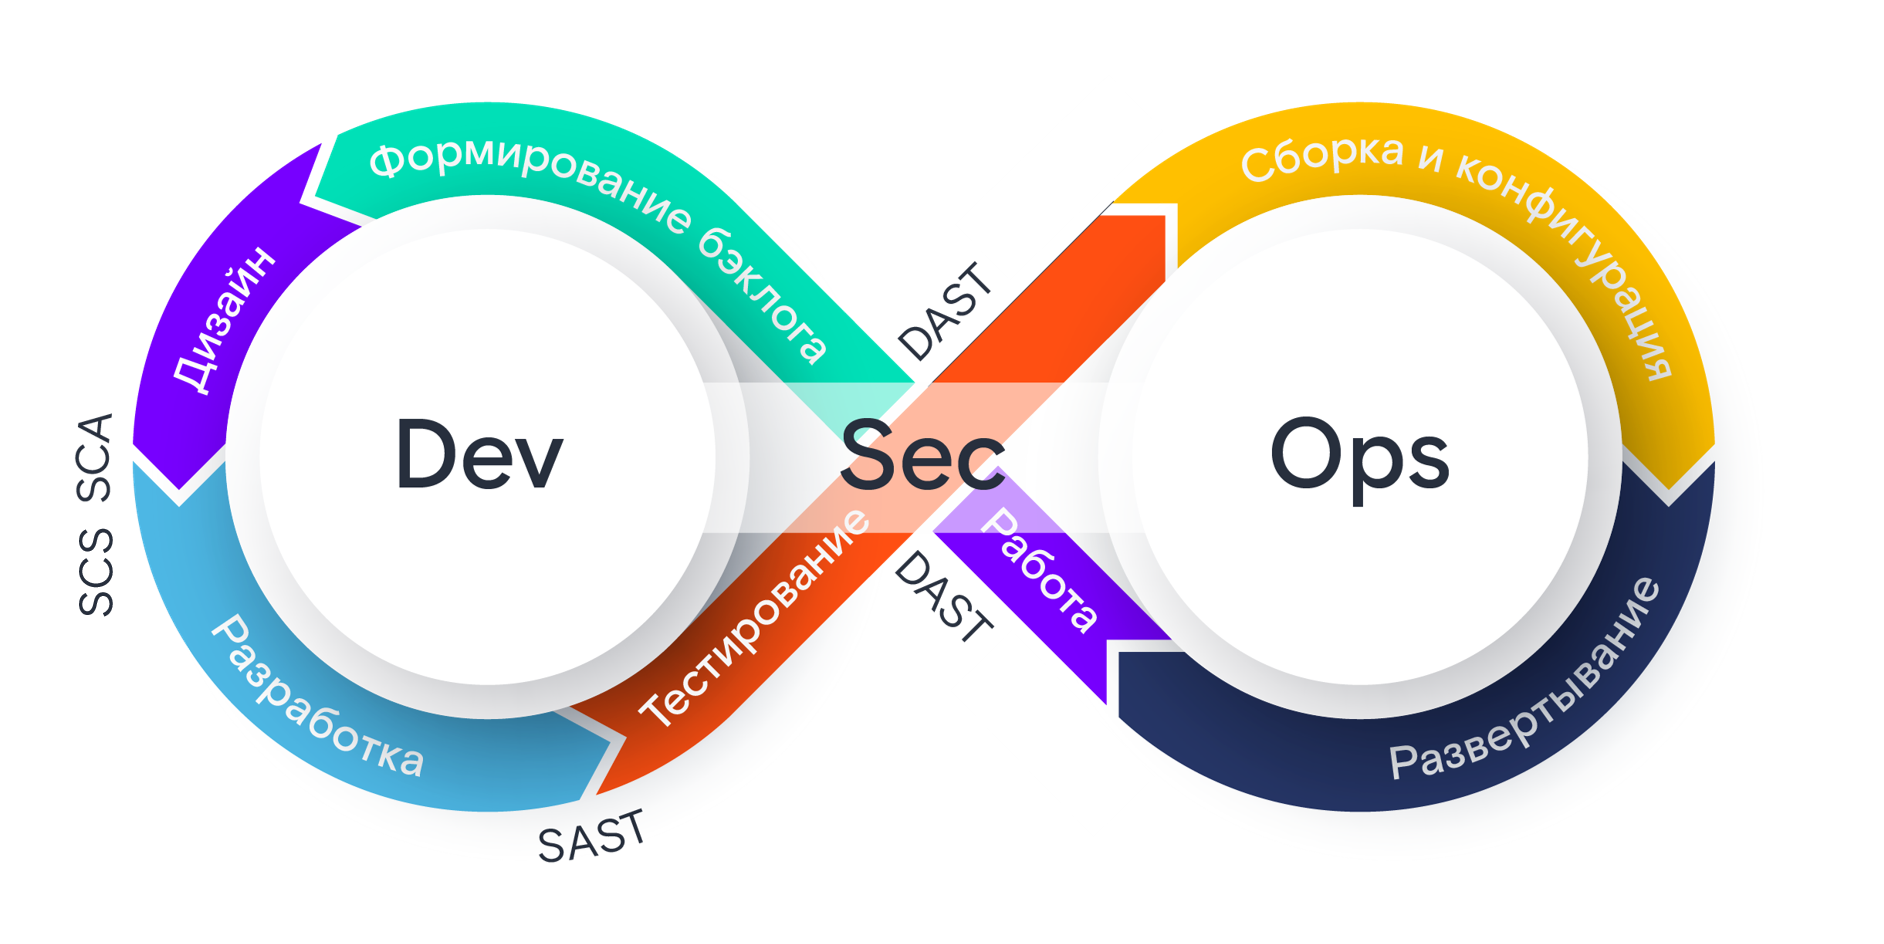 Формирование бэклога
Дизайн
SCS SCA
Разработка
SAST
Тестирование
DAST
Dev
Sec
Ops
Сборка и конфигурация
Развертывание
Работа
DAST